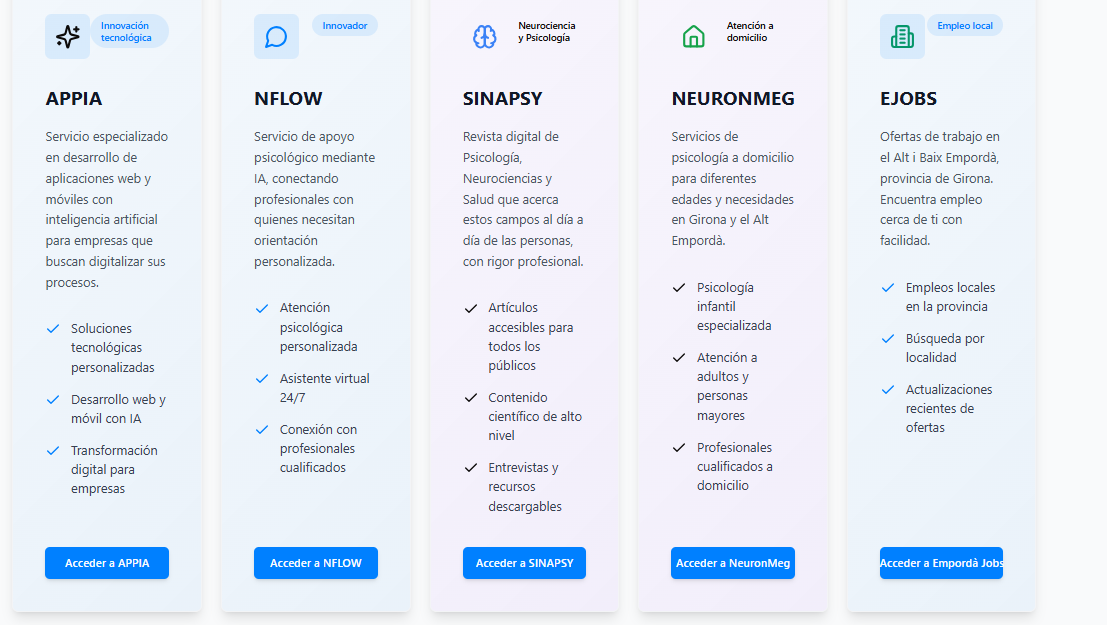 Innovación
tecnológica
APPIA
Servicio especializado
en desarrollo de
aplicaciones web y
móviles con
inteligencia artificial
para empresas que
buscan digitalizar sus
procesos.
Soluciones
tecnológicas
personalizadas
Desarrollo web y
móvil con IA
Transformación
digital para
empresas
Acceder a APPIA
Innovador
NFLOW
Servicio de apoyo
psicológico mediante
IA, conectando
profesionales con
quienes necesitan
orientación
personalizada.
Atención
psicológica
personalizada
Asistente virtual
24/7
Conexión con
profesionales
cualificados
Acceder a NFLOW
Neurociencia
y Psicología
SINAPSY
Revista digital de
Psicología,
Neurociencias y
Salud que acerca
estos campos al día a
día de las personas,
con rigor profesional.
Artículos
accesibles para
todos los
públicos
Contenido
científico de alto
nivel
Entrevistas y
recursos
descargables
Acceder a SINAPSY
Atención a
domicilio
NEURONMEG
Servicios de
psicología a domicilio
para diferentes
edades y necesidades
en Girona y el Alt
Empordà.
Psicología
infantil
especializada
Atención a
adultos y
personas
mayores
Profesionales
cualificados a
domicilio
Acceder a NeuronMeg
Empleo local
EJOBS
Ofertas de trabajo en
el Alt i Baix Empordà,
provincia de Girona.
Encuentra empleo
cerca de ti con
facilidad.
Empleos locales
en la provincia
Búsqueda por
localidad
Actualizaciones
recientes de
ofertas
Acceder a Empordà Jobs